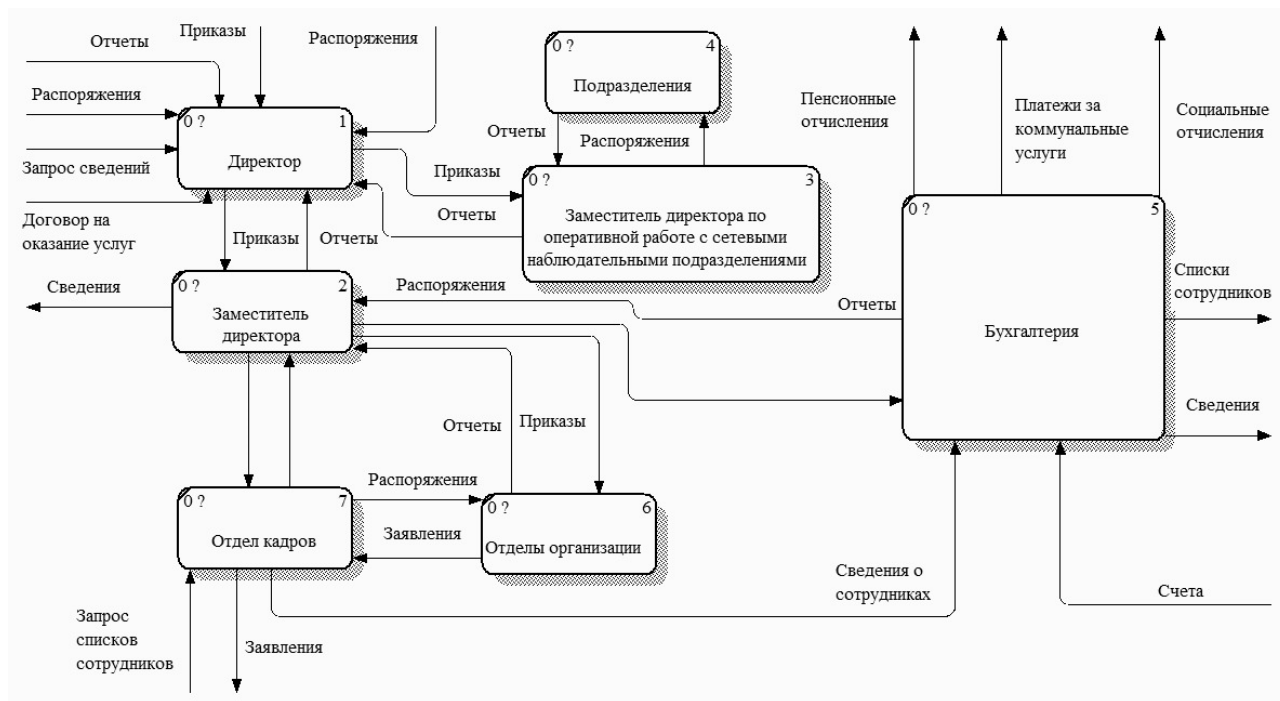 Отчеты
Приказы
Распоряжения
Распоряжения
Запрос сведений
Договор на
оказание услуг
0 ?
1
Директор
Приказы
Отчеты
Приказы
Отчеты
0 ?
4
Подразделения
Отчеты
Распоряжения
0 ?
3
Заместитель директора по
оперативной работе с сетевыми
наблюдательными подразделениями
Пенсионные
отчисления
Платежи за
коммунальные
услуги
Социальные
отчисления
0 ?
5
Бухгалтерия
Списки
сотрудников
Сведения
Сведения
0 ?
2
Заместитель
директора
Распоряжения
Отчеты
Отчеты
Приказы
0 ?
7
Отдел кадров
Распоряжения
Заявления
0 ?
6
Отделы организации
Сведения о
сотрудниках
Счета
Запрос
списков
сотрудников
Заявления